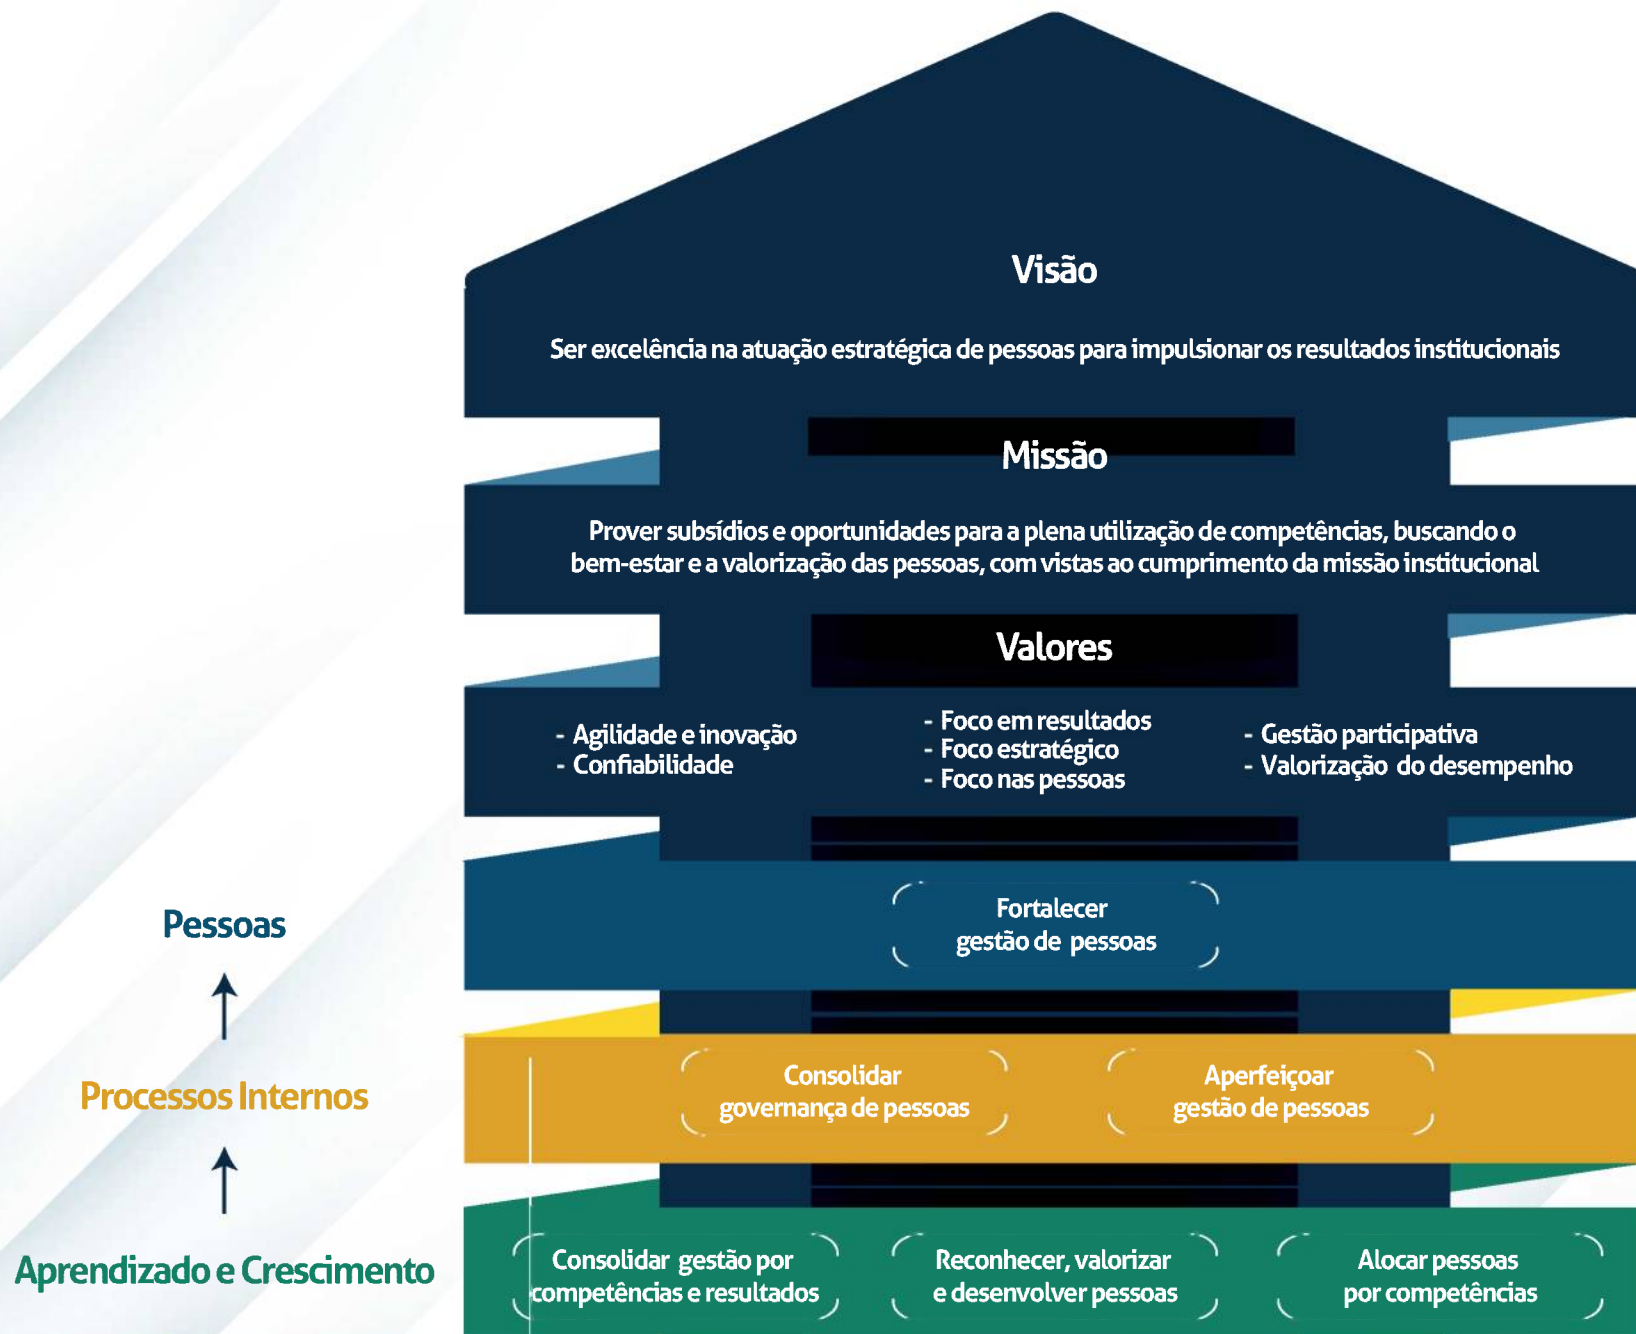 Visão
Ser excelência na atuação estratégica de pessoas para impulsionar os resultados institucionais
Missão
Prover subsídios e oportunidades para a plena utilização de competências, buscando o
bem-estar e a valorização das pessoas, com vistas ao cumprimento da missão institucional
Valores
- Agilidade e inovação
- Confiabilidade
- Foco em resultados
- Foco estratégico
- Foco nas pessoas
- Gestão participativa
- Valorização do desempenho
Pessoas
Fortalecer
gestão de pessoas
Processos Internos
Consolidar
governança de pessoas
Aperfeiçoar
gestão de pessoas
Aprendizado e Crescimento
Consolidar gestão por
competências e resultados
Reconhecer, valorizar
e desenvolver pessoas
Alocar pessoas
por competências